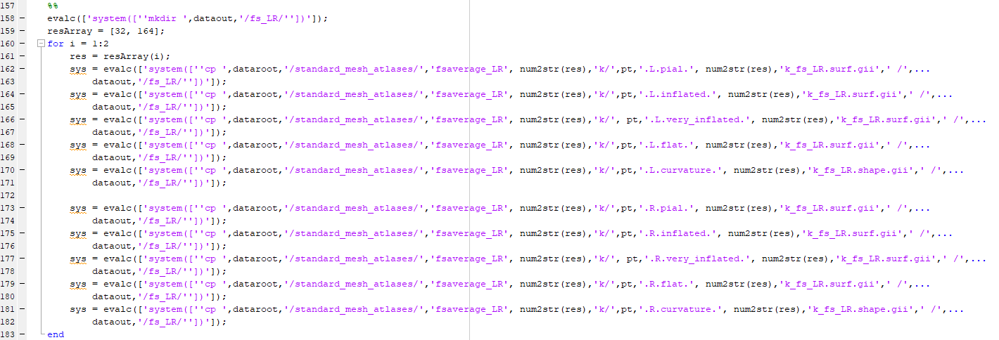 157 %%
158 evalc(['system([''mkdir ',dataout,'/fs_LR/''])']);
159 resArray = [32, 164];
160 for i = 1:2
161 res = resArray(i);
162 sys = evalc(['system([''cp ',dataroot,'/standard_mesh_atlases/','fsaverage_LR', num2str(res),'k/',pt,'.L.pial.', num2str(res),'k_fs_LR.surf.gii',' /',...
163 dataout,'/fs_LR/''])']);
164 sys = evalc(['system([''cp ',dataroot,'/standard_mesh_atlases/','fsaverage_LR', num2str(res),'k/',pt,'.L.inflated.', num2str(res),'k_fs_LR.surf.gii',' /',...
165 dataout,'/fs_LR/''])']);
166 sys = evalc(['system([''cp ',dataroot,'/standard_mesh_atlases/','fsaverage_LR', num2str(res),'k/', pt,'.L.very_inflated.', num2str(res),'k_fs_LR.surf.gii',' /',...
167 dataout,'/fs_LR/''])']);
168 sys = evalc(['system([''cp ',dataroot,'/standard_mesh_atlases/','fsaverage_LR', num2str(res),'k/',pt,'.L.flat.', num2str(res),'k_fs_LR.surf.gii',' /',...
169 dataout,'/fs_LR/''])']);
170 sys = evalc(['system([''cp ',dataroot,'/standard_mesh_atlases/','fsaverage_LR', num2str(res),'k/',pt,'.L.curvature.', num2str(res),'k_fs_LR.shape.gii',' /',...
171 dataout,'/fs_LR/''])']);
172
173 sys = evalc(['system([''cp ',dataroot,'/standard_mesh_atlases/','fsaverage_LR', num2str(res),'k/',pt,'.R.pial.', num2str(res),'k_fs_LR.surf.gii',' /',...
174 dataout,'/fs_LR/''])']);
175 sys = evalc(['system([''cp ',dataroot,'/standard_mesh_atlases/','fsaverage_LR', num2str(res),'k/',pt,'.R.inflated.', num2str(res),'k_fs_LR.surf.gii',' /',...
176 dataout,'/fs_LR/''])']);
177 sys = evalc(['system([''cp ',dataroot,'/standard_mesh_atlases/','fsaverage_LR', num2str(res),'k/', pt,'.R.very_inflated.', num2str(res),'k_fs_LR.surf.gii',' /',...
178 dataout,'/fs_LR/''])']);
179 sys = evalc(['system([''cp ',dataroot,'/standard_mesh_atlases/','fsaverage_LR', num2str(res),'k/',pt,'.R.flat.', num2str(res),'k_fs_LR.surf.gii',' /',...
180 dataout,'/fs_LR/''])']);
181 sys = evalc(['system([''cp ',dataroot,'/standard_mesh_atlases/','fsaverage_LR', num2str(res),'k/',pt,'.R.curvature.', num2str(res),'k_fs_LR.shape.gii',' /',...
182 dataout,'/fs_LR/''])']);
183 end